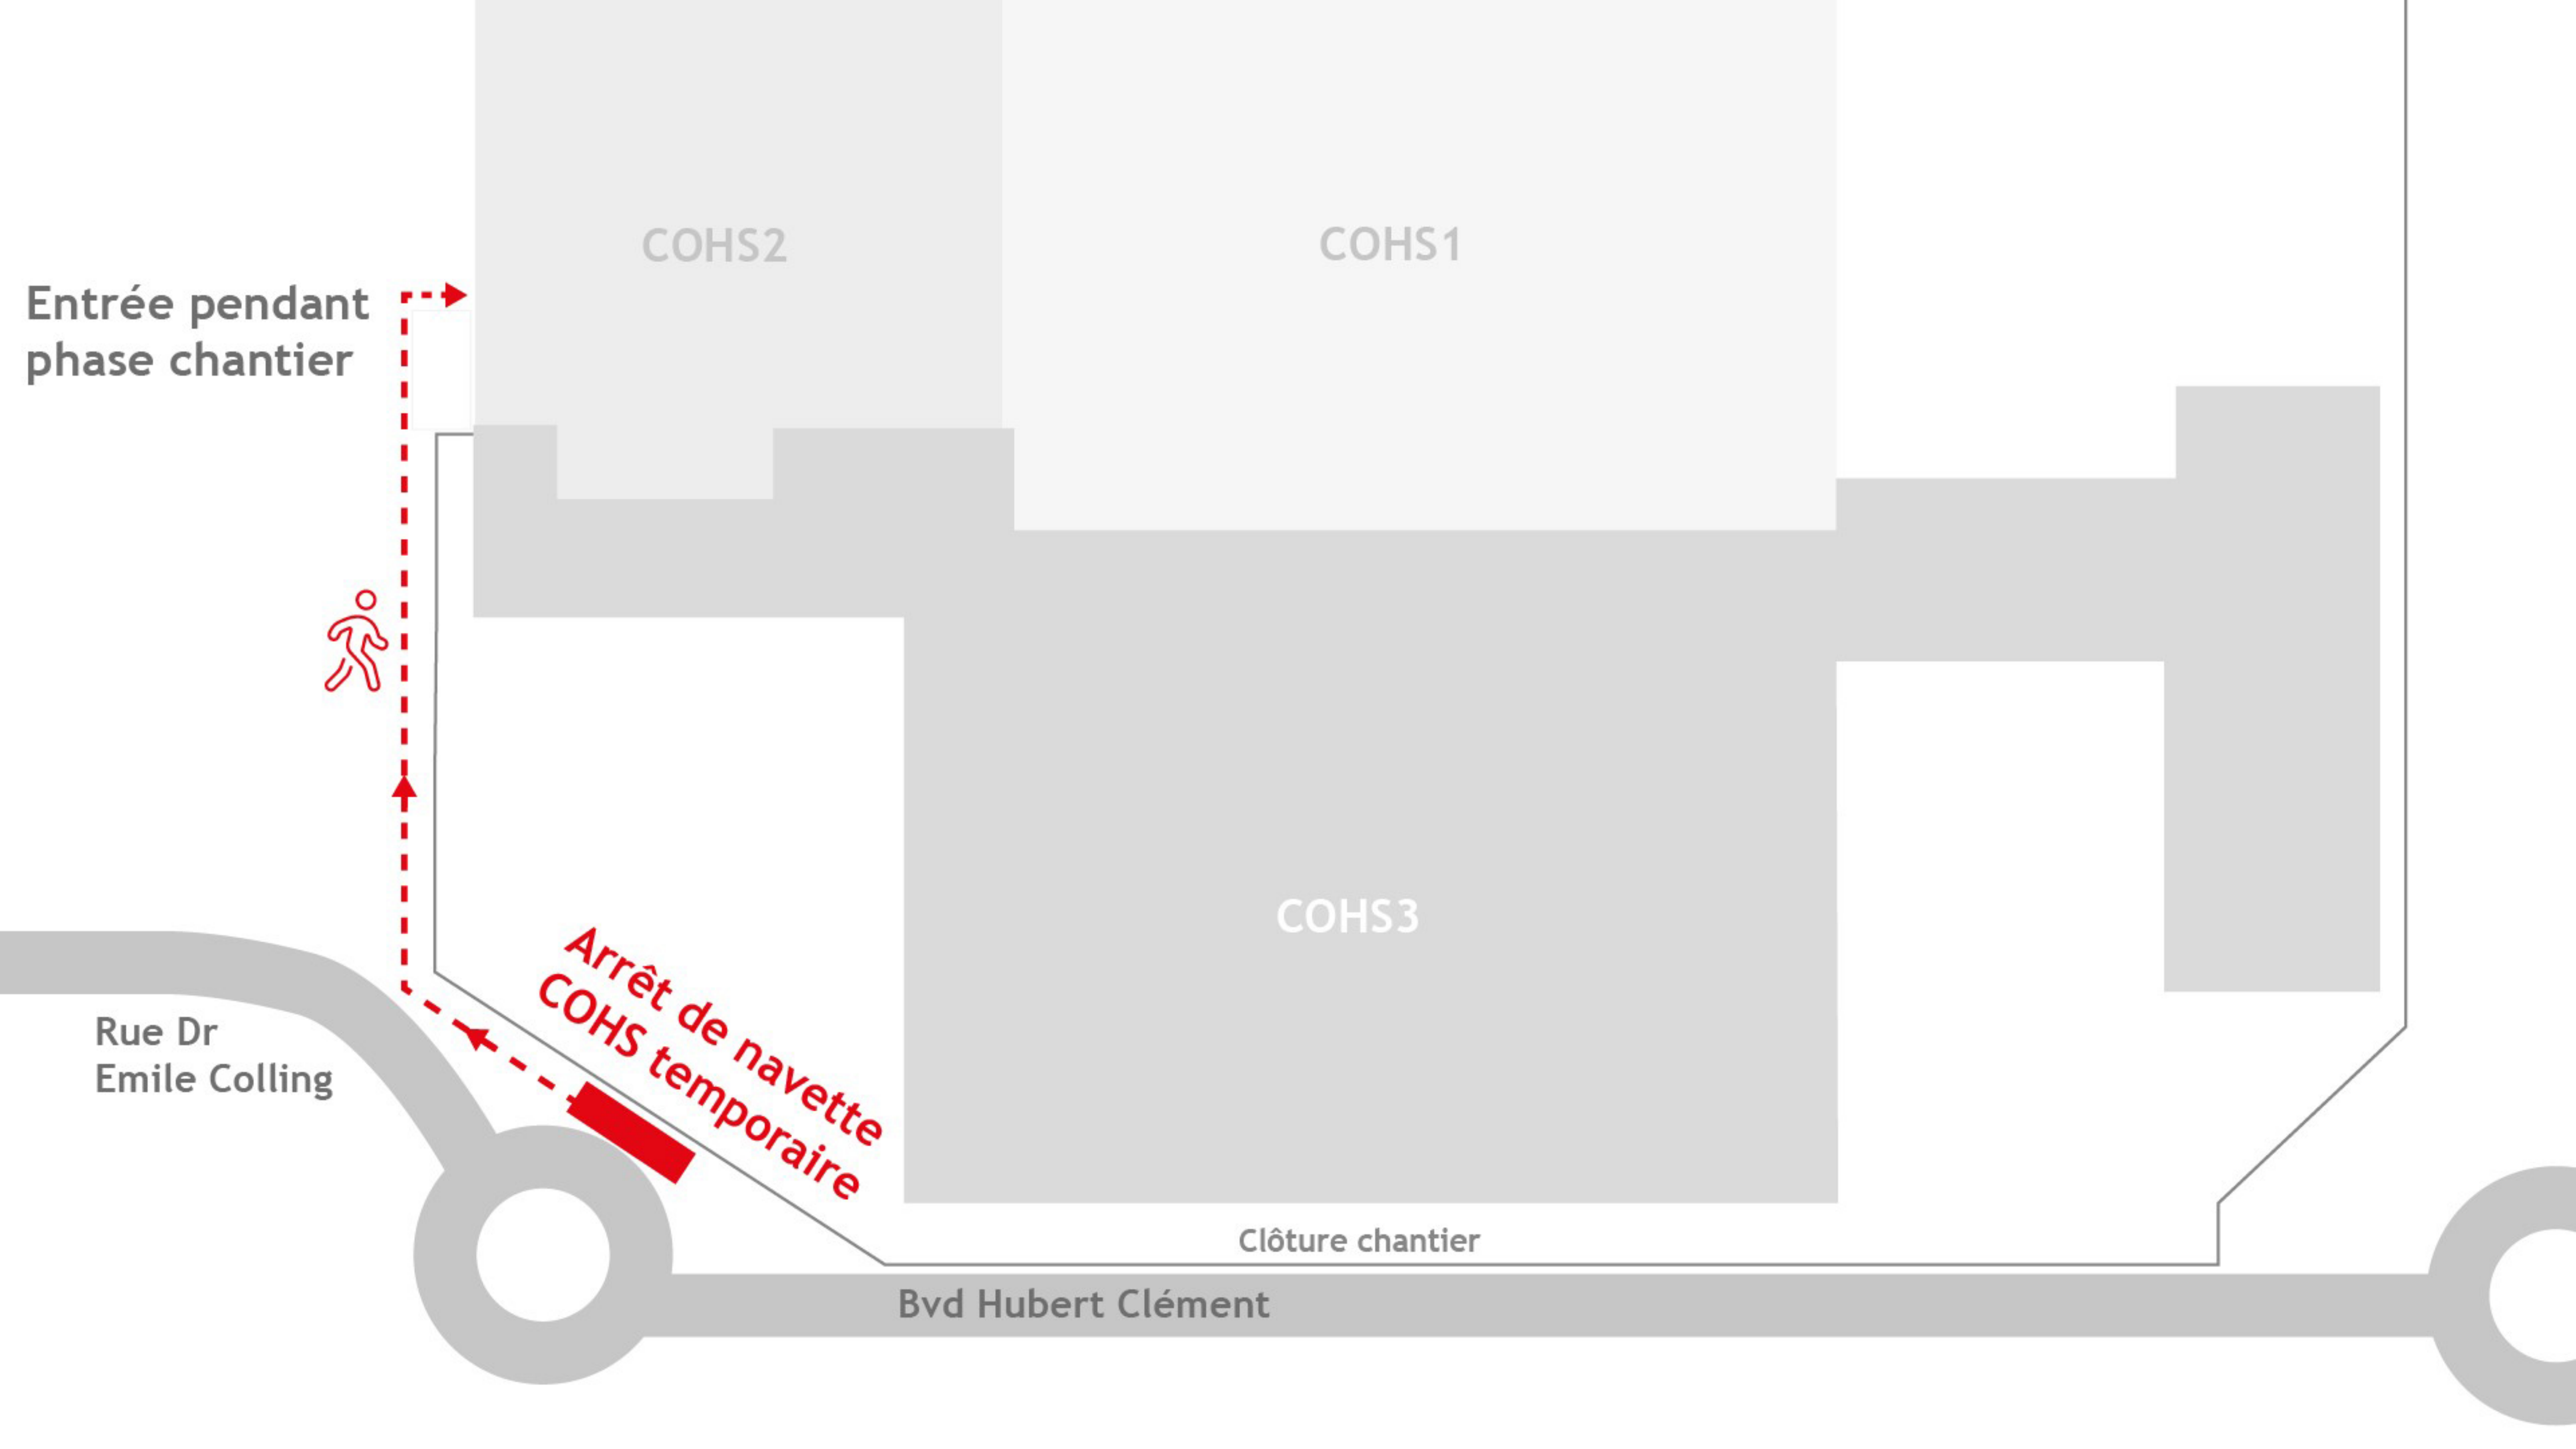 COHS2
COHS1
Entrée pendant
phase chantier
COHS3
Arrêt de navette
COHS temporaire
Rue Dr
Emile Colling
Clôture chantier
Bvd Hubert Clément